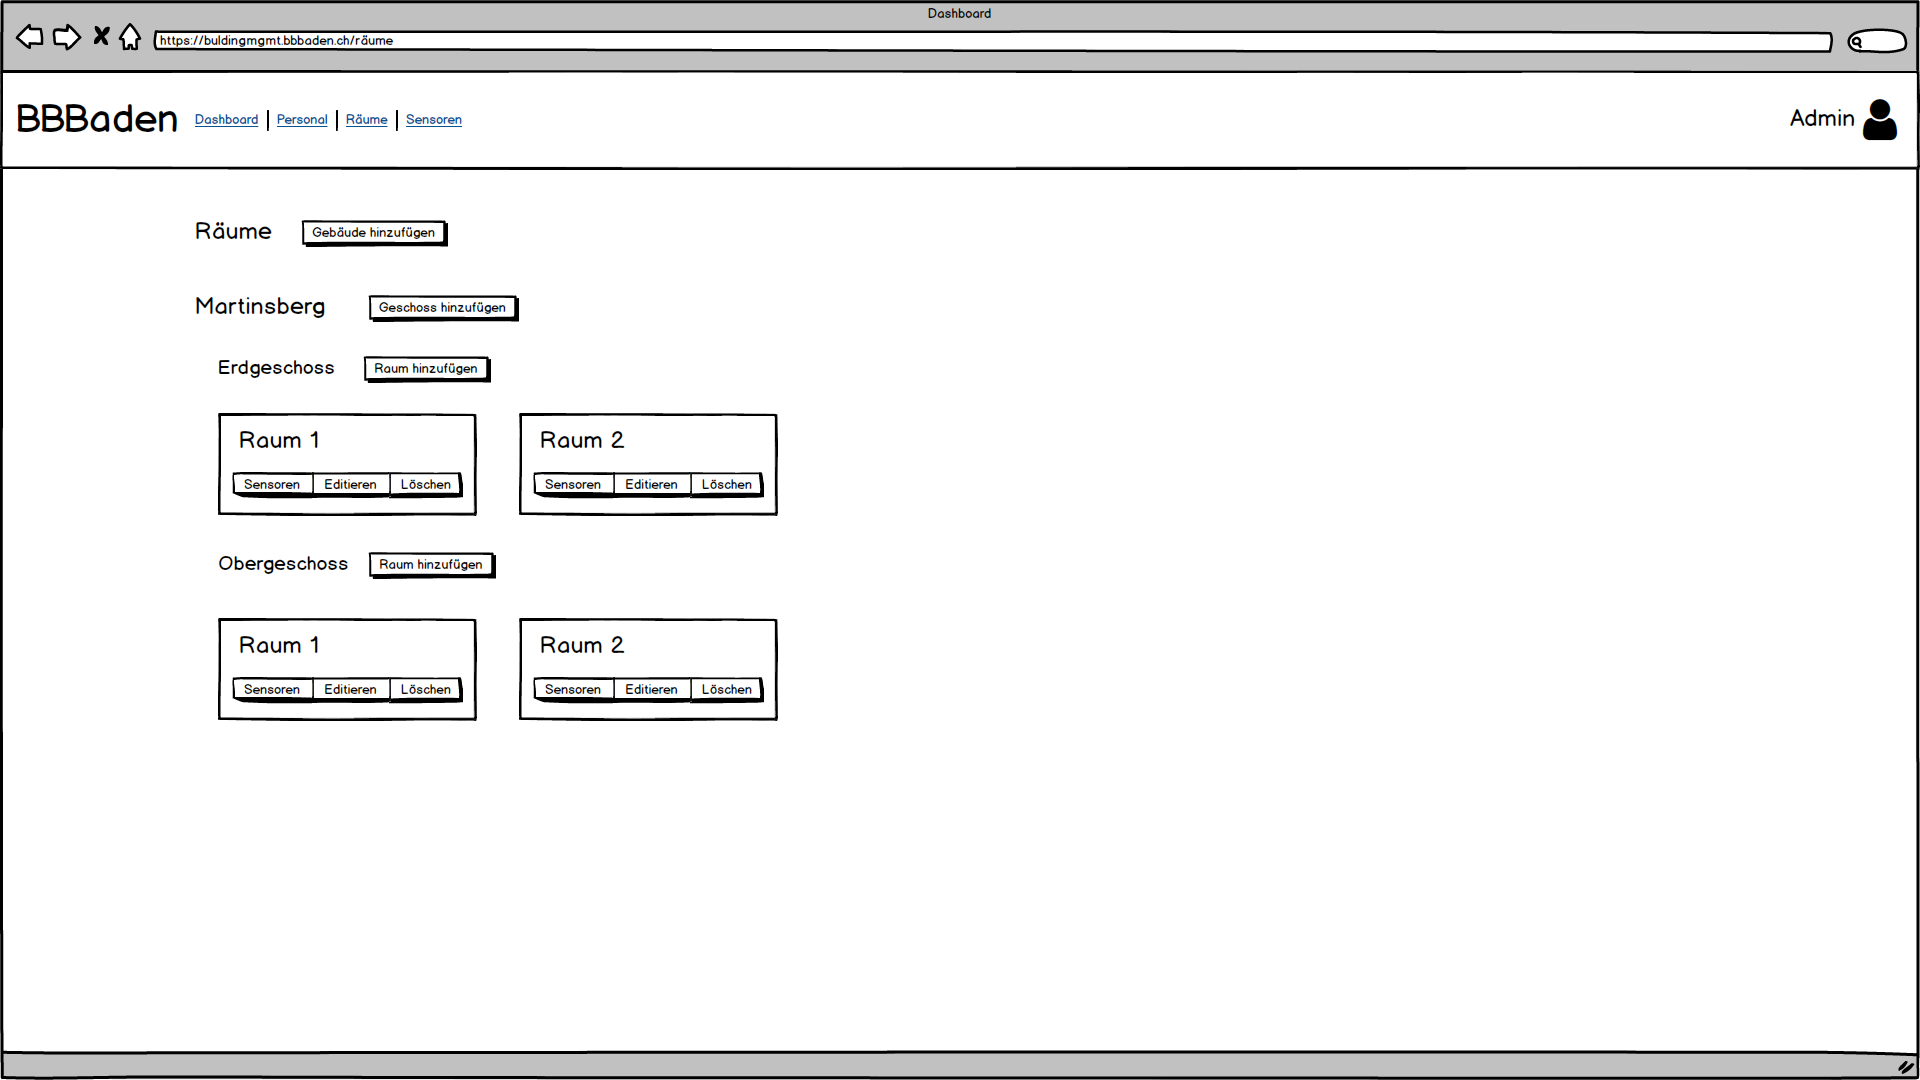 Dashboard
https://buldingmgmt.bbbaden.ch/räume
BBBaden Dashboard Personal Räume Sensoren Admin
Räume Gebäude hinzufügen
Martinsberg Geschoss hinzufügen
Erdgeschoss Raum hinzufügen
Raum 1 Raum 2
Sensoren Editieren Löschen Sensoren Editieren Löschen
Obergeschoss Raum hinzufügen
Raum 1 Raum 2
Sensoren Editieren Löschen Sensoren Editieren Löschen